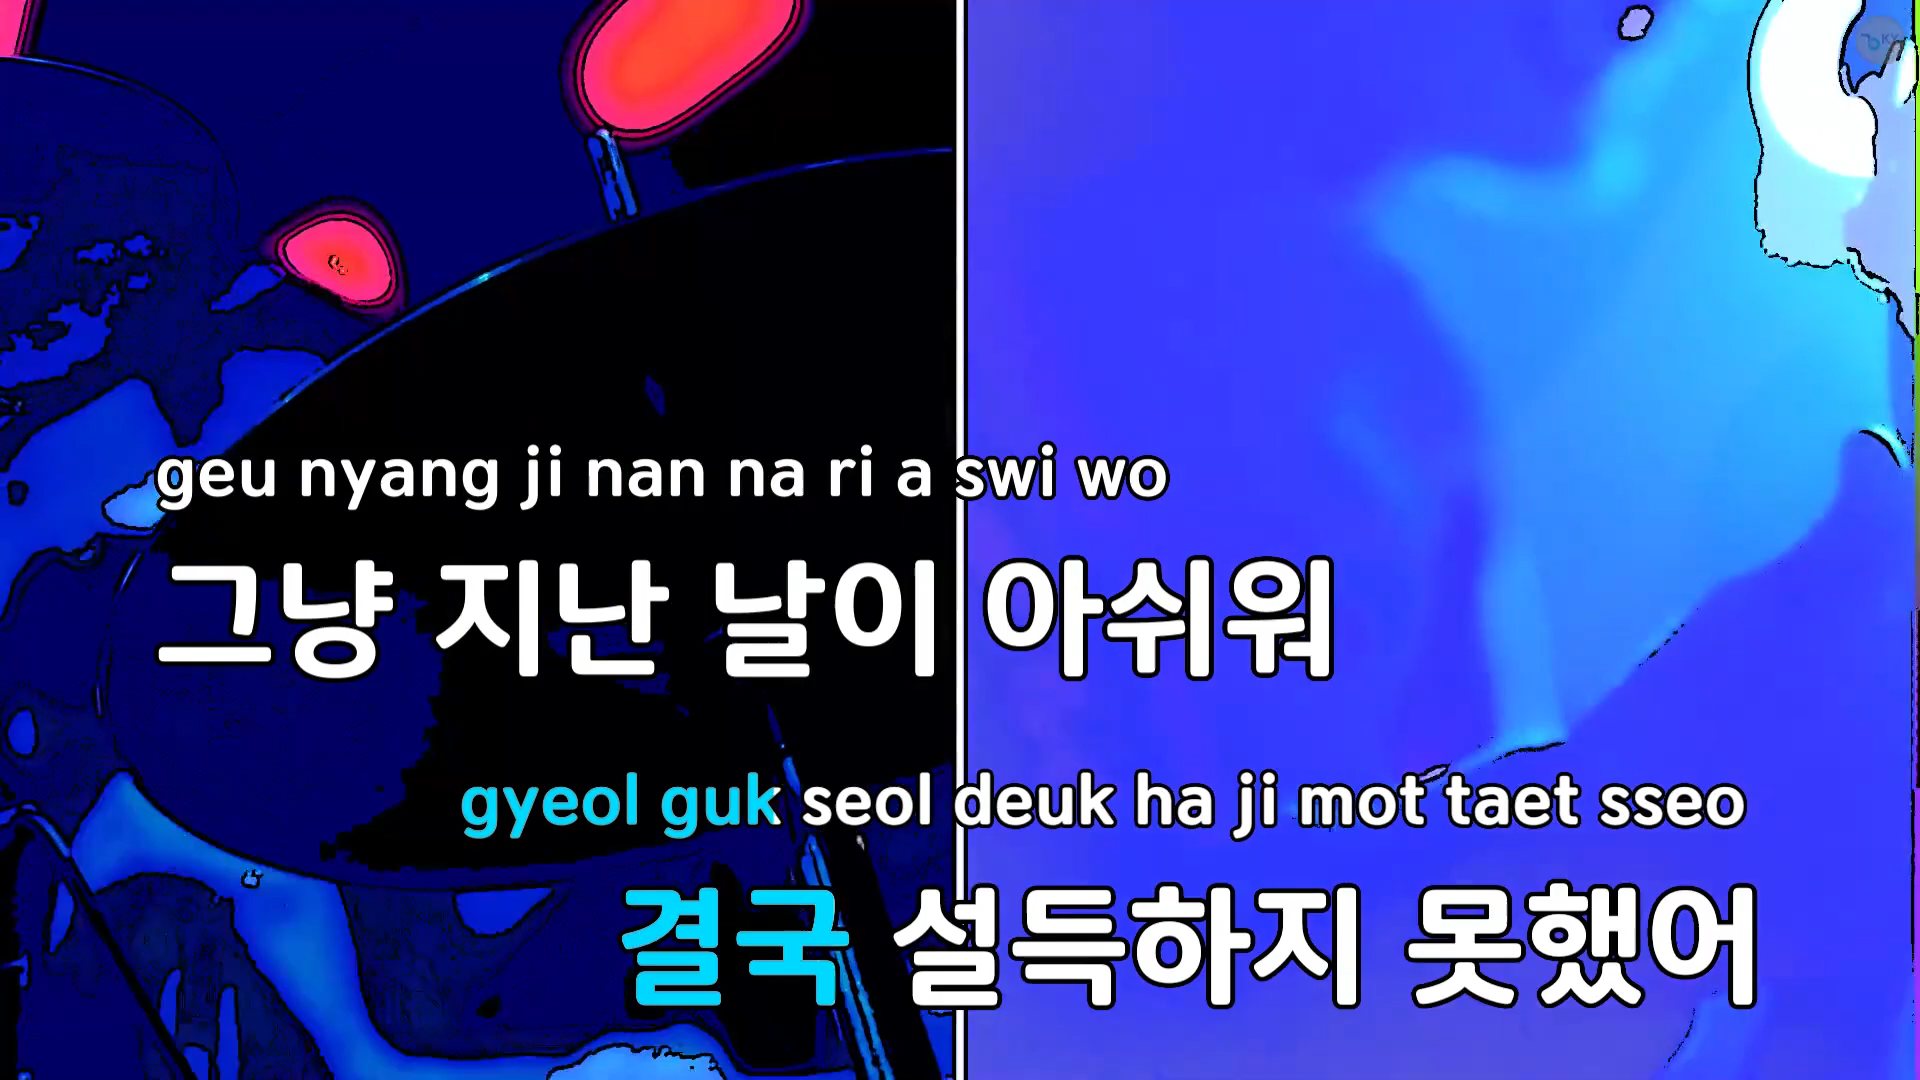 geu nyang ji nan na ri a swi wo
그냥 지난 날이 아쉬워
gyeol guk seol deuk ha ji mot taet sseo
결국 설득하지 못했어
KY